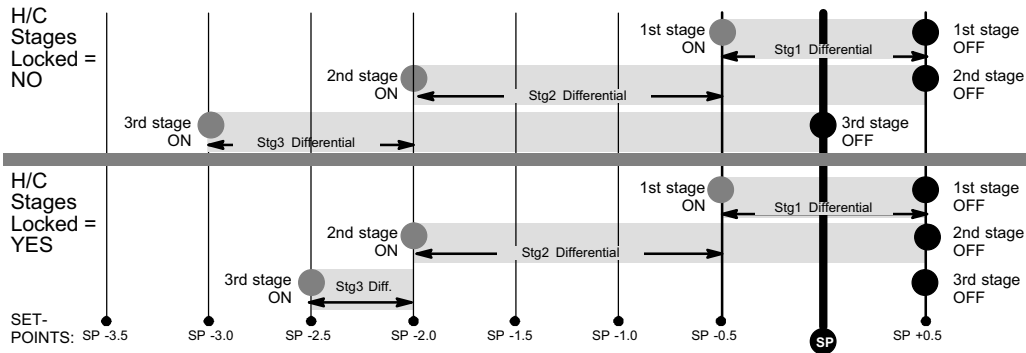 H/C
Stages
Locked =
NO
1st stage
ON
Stg1 Differential
1st stage
OFF
2nd stage
ON
Stg2 Differential
2nd stage
OFF
3rd stage
ON
Stg3 Differential
3rd stage
OFF
H/C
Stages
Locked =
YES
1st stage
ON
Stg1 Differential
1st stage
OFF
2nd stage
ON
Stg2 Differential
2nd stage
OFF
3rd stage
ON
Stg3 Diff.
3rd stage
OFF
SET-
POINTS: SP -3.5 SP -3.0 SP -2.5 SP -2.0 SP -1.5 SP -1.0 SP -0.5 SP SP +0.5